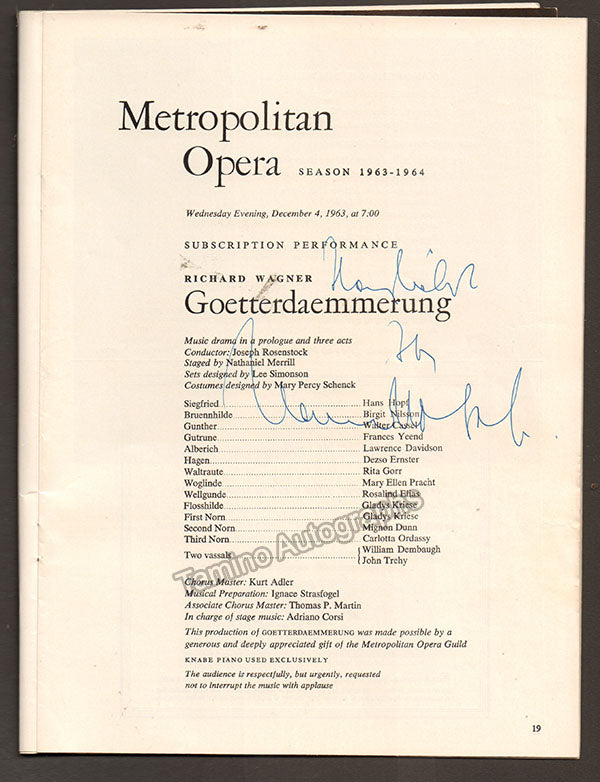 Metropolitan
Opera SEASON 1963-1964
Wednesday Evening, December 4, 1963, at 7:00
SUBSCRIPTION PERFORMANCE
RICHARD WAGNER
Goetterdaemmerung
Music drama in a prologue and three acts
Conductor: Joseph Rosenstock
Staged by Nathaniel Merrill
Sets designed by Lee Simonson
Costumes designed by Mary Percy Schenck
Siegfried Hans Hopf
Bruennhilde Birgit Nilsson
Gunther Walter Cassel
Gutrune Frances Yeend
Alberich Lawrence Davidson
Hagen Dezso Ernster
Waltraute Rita Gorr
Woglinde Mary Ellen Pracht
Wellgunde Rosalind Elias
Flosshilde Gladys Kriese
First Norn Gladys Kriese
Second Norn Mignon Dunn
Third Norn Carlotta Ordassy
Two vassals William Dembaugh
John Trehy
Tamino Autographs
Chorus Master: Kurt Adler
Musical Preparation: Ignace Strasfogel
Associate Chorus Master: Thomas P. Martin
In charge of stage music: Adriano Corsi
This production of GOETTERDAEMMERUNG was made possible by a
generous and deeply appreciated gift of the Metropolitan Opera Guild
KNABE PIANO USED EXCLUSIVELY
The audience is respectfully, but urgently, requested
not to interrupt the music with applause
19